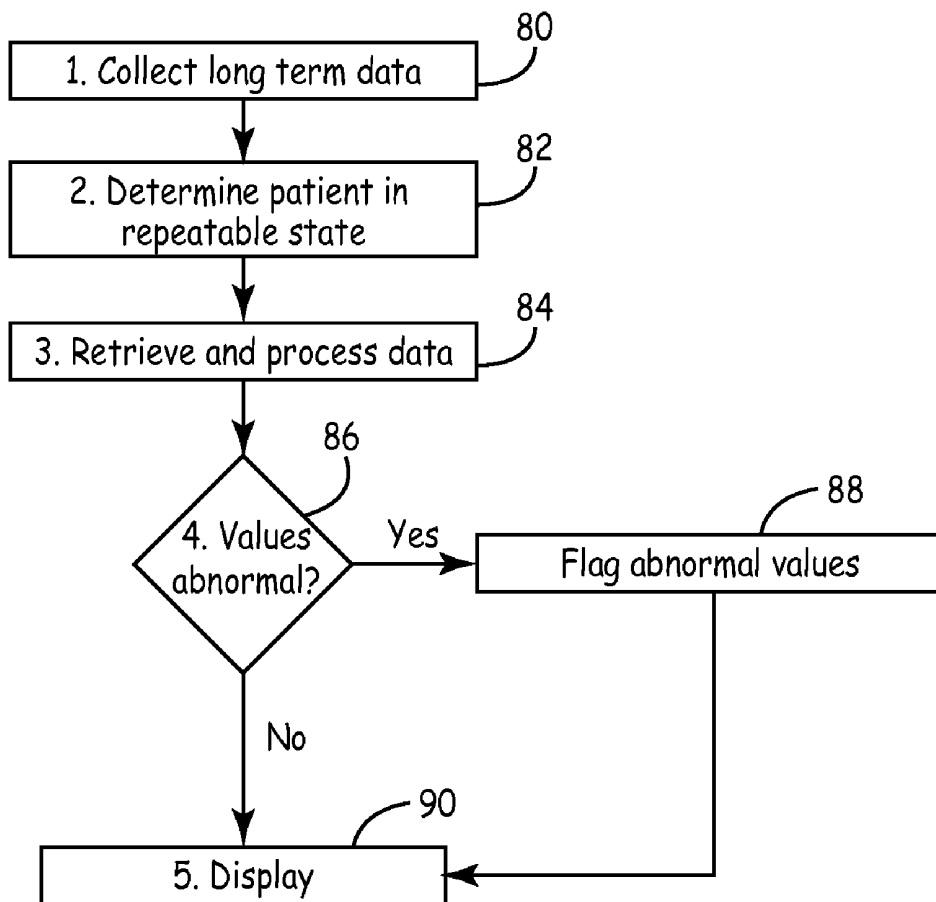 80
1. Collect long term data
82
2. Determine patient in
repeatable state
84
3. Retrieve and process data
86
4. Values
abnormal?
Yes
88
Flag abnormal values
No
90
5. Display